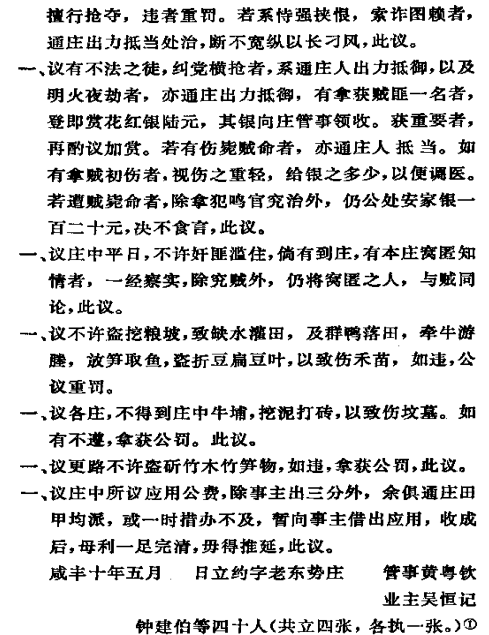 擅行抢夺，违者重罚。若系恃强挟恨，索诈图赖者，
通庄出力抵当处治，断不宽纵以长刁风，此议。
一、议有不法之徒，纠党横抢者，系通庄人出力抵御，以及
明火夜劫者，亦通庄出力抵御，有拿获贼匪一名者，
登即赏花红银陆元，其银向庄管事领收。获重要者，
再酌议加赏。若有伤毙贼命者，亦通庄人抵当。如
有拿贼初伤者，视伤之重轻，给银之多少，以便调医。
若遭贼毙命者，除拿犯鸣官究治外，仍公处安家银一
百二十元，决不食言，此议。
一、议庄中平日，不许奸匪滥住，倘有到庄，有本庄窝匿知
情者，一经察实，除究贼外，仍将窝匿之人，与贼同
论，此议。
一、议不许盗挖粮坡，致缺水灌田，及群鸭落田，牵牛游
塍，放笋取鱼，盗折豆扁豆叶，以致伤禾苗，如违，公
议重罚。
一、议各庄，不得到庄中牛埔，挖泥打砖，以致伤坟墓。如
有不遵，拿获公罚。此议。
一、议更路不许盗斫竹木竹笋物，如违，拿获公罚，此议。
一、议庄中所议应用公费，除事主出三分外，余俱通庄田
甲均派，或一时措办不及，暂向事主借出应用，收成
后，母利一足完清，毋得推延，此议。
咸丰十年五月 日立约字老东势庄 管事黄粤钦
业主吴恒记
钟建伯等四十人（共立四张，各执一张。）①